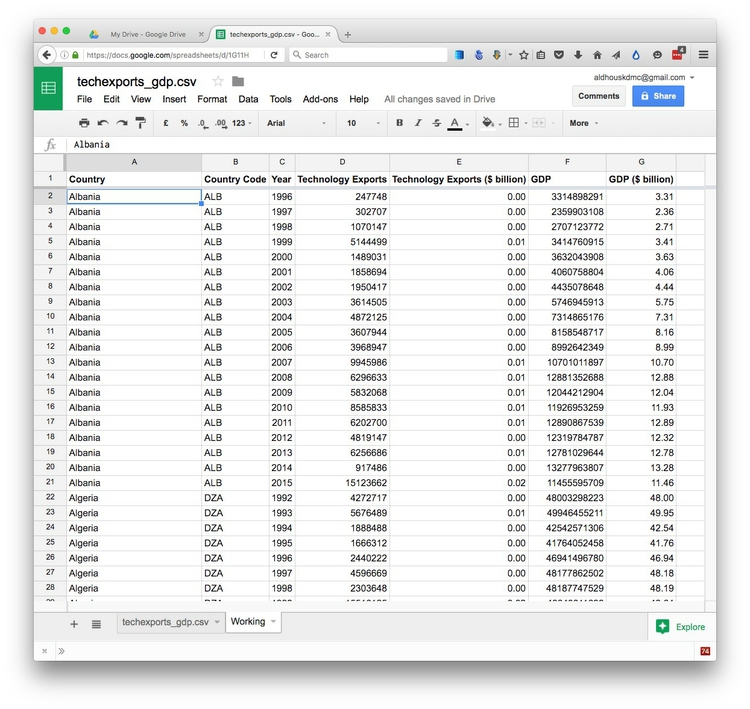 My Drive - Google Drive
techexports_gdp.csv - Goo...
https://docs.google.com/spreadsheets/d/1G11H
Search
4
techexports_gdp.csv
aldhouskdmc@gmail.com
File Edit View Insert Format Data Tools Add-ons Help All changes saved in Drive
Comments
Share
£ % .0 .00 123 Arial 10 B I S A More
fx Albania
A B C D E F G
1 Country Country Code Year Technology Exports Technology Exports ($ billion) GDP GDP ($ billion)
2 Albania ALB 1996 247748 0.00 3314898291 3.31
3 Albania ALB 1997 302707 0.00 2359903108 2.36
4 Albania ALB 1998 1070147 0.00 2707123772 2.71
5 Albania ALB 1999 5144499 0.01 3414760915 3.41
6 Albania ALB 2000 1489031 0.00 3632043908 3.63
7 Albania ALB 2001 1858694 0.00 4060758804 4.06
8 Albania ALB 2002 1950417 0.00 4435078648 4.44
9 Albania ALB 2003 3614505 0.00 5746945913 5.75
10 Albania ALB 2004 4872125 0.00 7314865176 7.31
11 Albania ALB 2005 3607944 0.00 8158548717 8.16
12 Albania ALB 2006 3968947 0.00 8992642349 8.99
13 Albania ALB 2007 9945986 0.01 10701011897 10.70
14 Albania ALB 2008 6296633 0.01 12881352688 12.88
15 Albania ALB 2009 5832068 0.01 12044212904 12.04
16 Albania ALB 2010 8585833 0.01 11926953259 11.93
17 Albania ALB 2011 6202700 0.01 12890867539 12.89
18 Albania ALB 2012 4819147 0.00 12319784787 12.32
19 Albania ALB 2013 6256686 0.01 12781029644 12.78
20 Albania ALB 2014 917486 0.00 13277963807 13.28
21 Albania ALB 2015 15123662 0.02 11455595709 11.46
22 Algeria DZA 1992 4272717 0.00 48003298223 48.00
23 Algeria DZA 1993 5676489 0.01 49946455211 49.95
24 Algeria DZA 1994 1888488 0.00 42542571306 42.54
25 Algeria DZA 1995 1666312 0.00 41764052458 41.76
26 Algeria DZA 1996 2440222 0.00 46941496780 46.94
27 Algeria DZA 1997 4596669 0.00 48177862502 48.18
28 Algeria DZA 1998 2303648 0.00 48187747529 48.19
techexports_gdp.csv Working
Explore
74